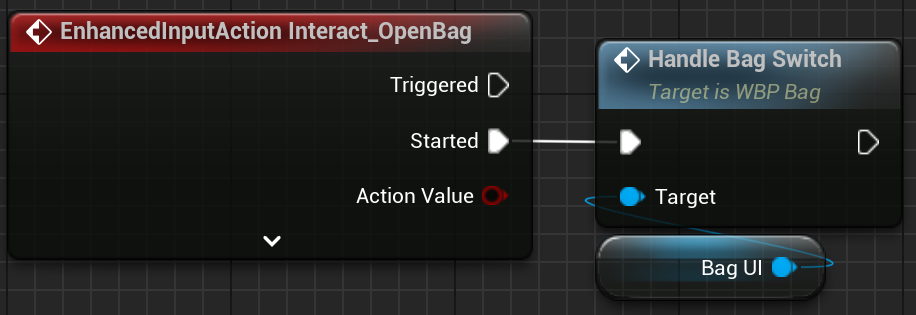 EnhancedInputAction Interact_OpenBag
Triggered
Started
Action Value
Handle Bag Switch
Target is WBP Bag
Target
Bag UI